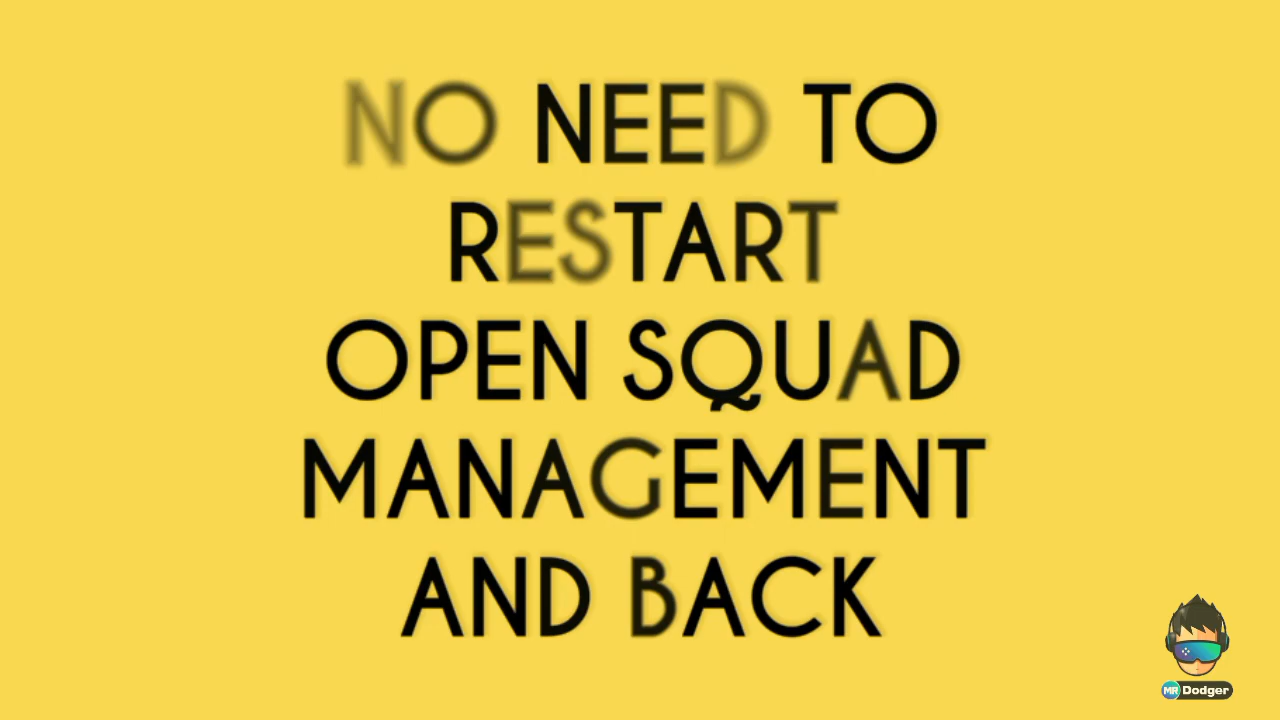 NO NEED TO
RESTART
OPEN SQUAD
MANAGEMENT
AND BACK
MR Dodger